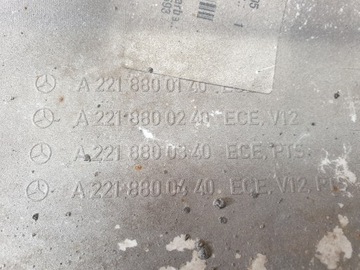 A 221 880 01 40
A 221 880 02 40. ECE, V12
A 221 880 03 40. ECE, PTS.
A 221 880 04 40. ECE, V12, PTS